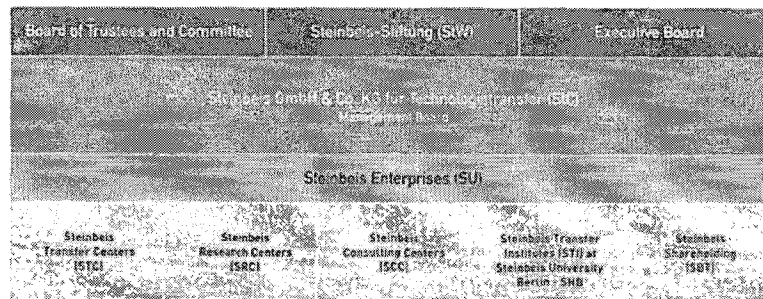 Board of Trustees and Committee
Steinbeis-Stiftung (StW)
Executive Board
Steinbeis GmbH & Co. KG für Technologietransfer (StC)
Management Board
Steinbeis Enterprises (SU)
Steinbeis
Transfer Centers
(STC)
Steinbeis
Research Centers
(SRC)
Steinbeis
Consulting Centers
(SCC)
Steinbeis Transfer
Institutes (STI) at
Steinbeis University
Berlin - SHB
Steinbeis
Shareholding
(SBT)